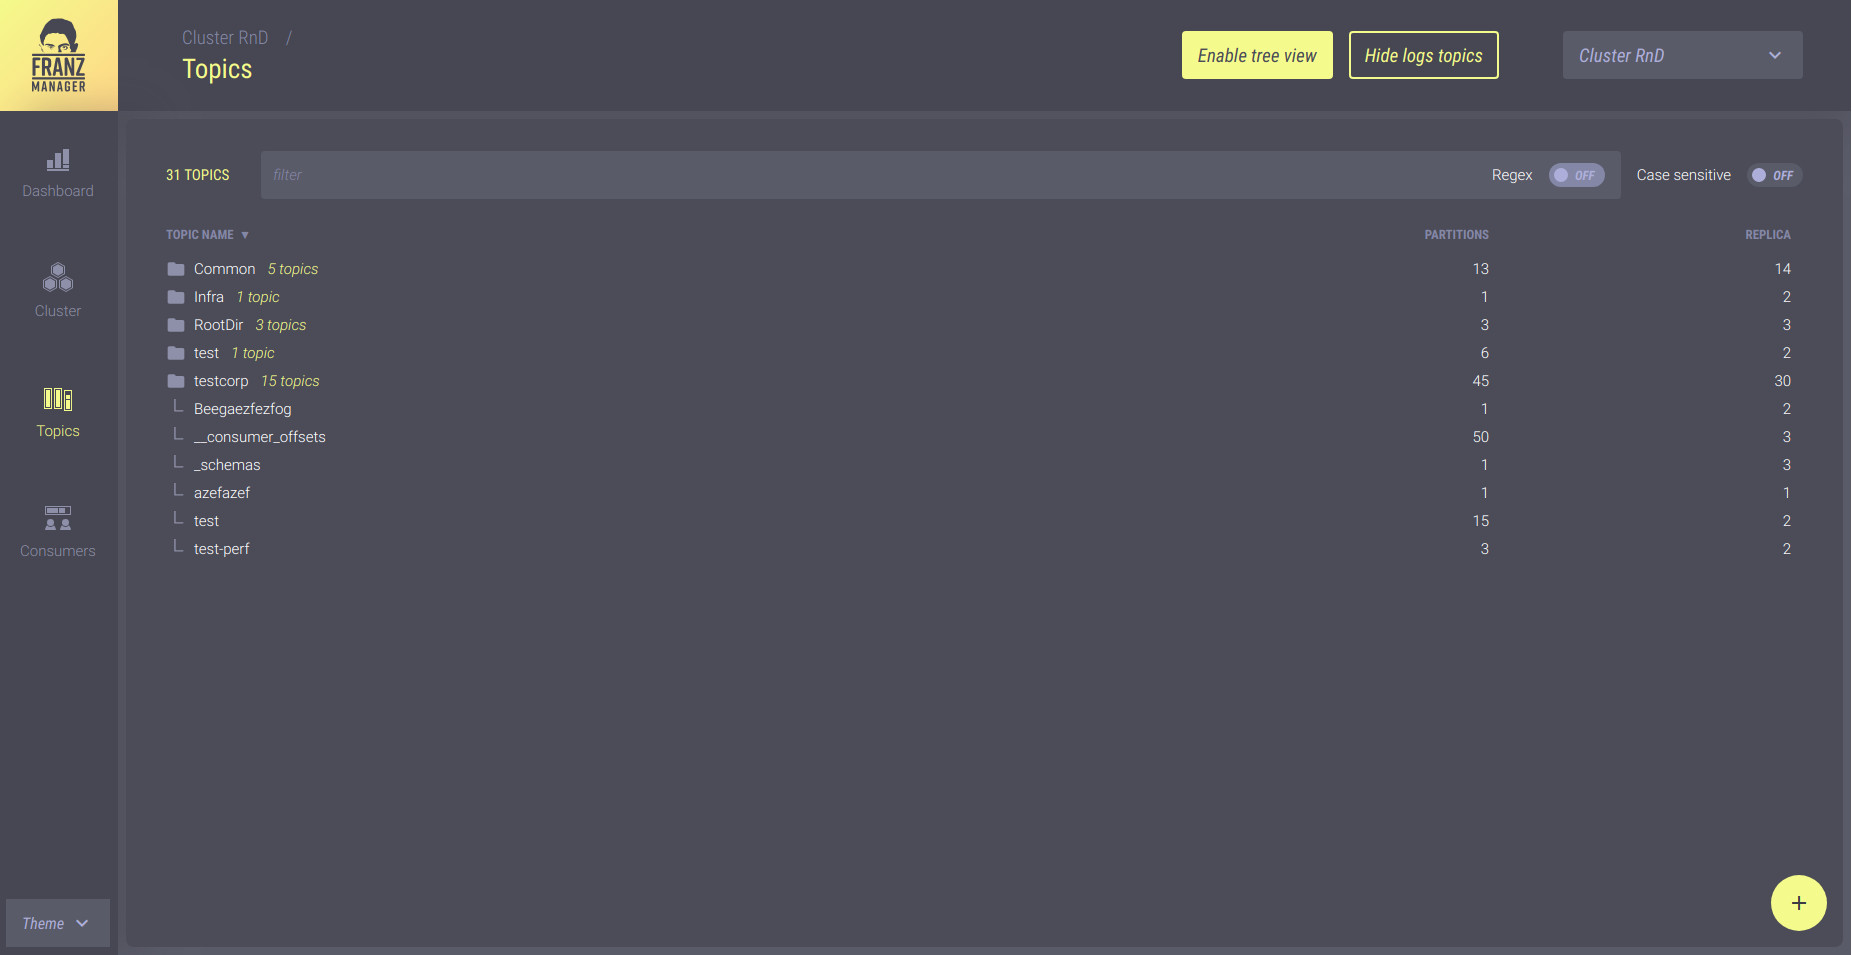 FRANZ
MANAGER
Cluster RnD /
Topics
Enable tree view
Hide logs topics
Cluster RnD
Dashboard
Cluster
Topics
Consumers
Theme
31 TOPICS
filter
Regex OFF
Case sensitive OFF
TOPIC NAME ▼ PARTITIONS REPLICA
Common 5 topics 13 14
Infra 1 topic 1 2
RootDir 3 topics 3 3
test 1 topic 6 2
testcorp 15 topics 45 30
Beegaezfezfog 1 2
__consumer_offsets 50 3
_schemas 1 3
azefazef 1 1
test 15 2
test-perf 3 2
+